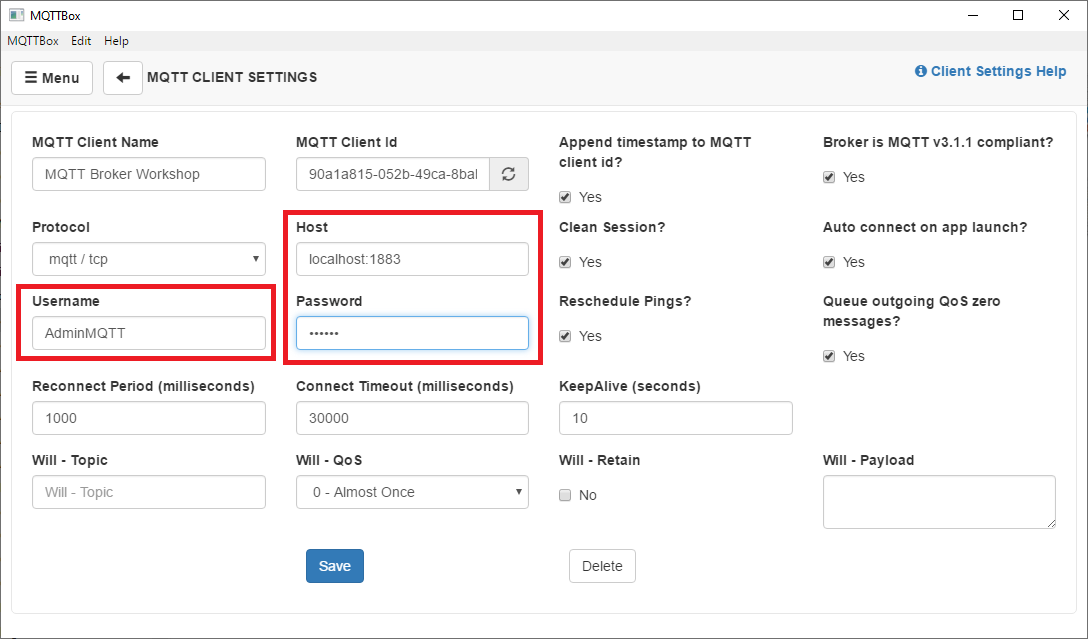 MQTTBox
MQTTBox Edit Help
Menu
MQTT CLIENT SETTINGS
Client Settings Help
MQTT Client Name
MQTT Broker Workshop
MQTT Client Id
90a1a815-052b-49ca-8bal
Append timestamp to MQTT
client id?
Yes
Broker is MQTT v3.1.1 compliant?
Yes
Protocol
mqtt / tcp
Host
localhost:1883
Clean Session?
Yes
Auto connect on app launch?
Yes
Username
AdminMQTT
Password
••••••
Reschedule Pings?
Yes
Queue outgoing QoS zero
messages?
Yes
Reconnect Period (milliseconds)
1000
Connect Timeout (milliseconds)
30000
KeepAlive (seconds)
10
Will - Topic
Will - Topic
Will - QoS
0 - Almost Once
Will - Retain
No
Will - Payload
Save
Delete